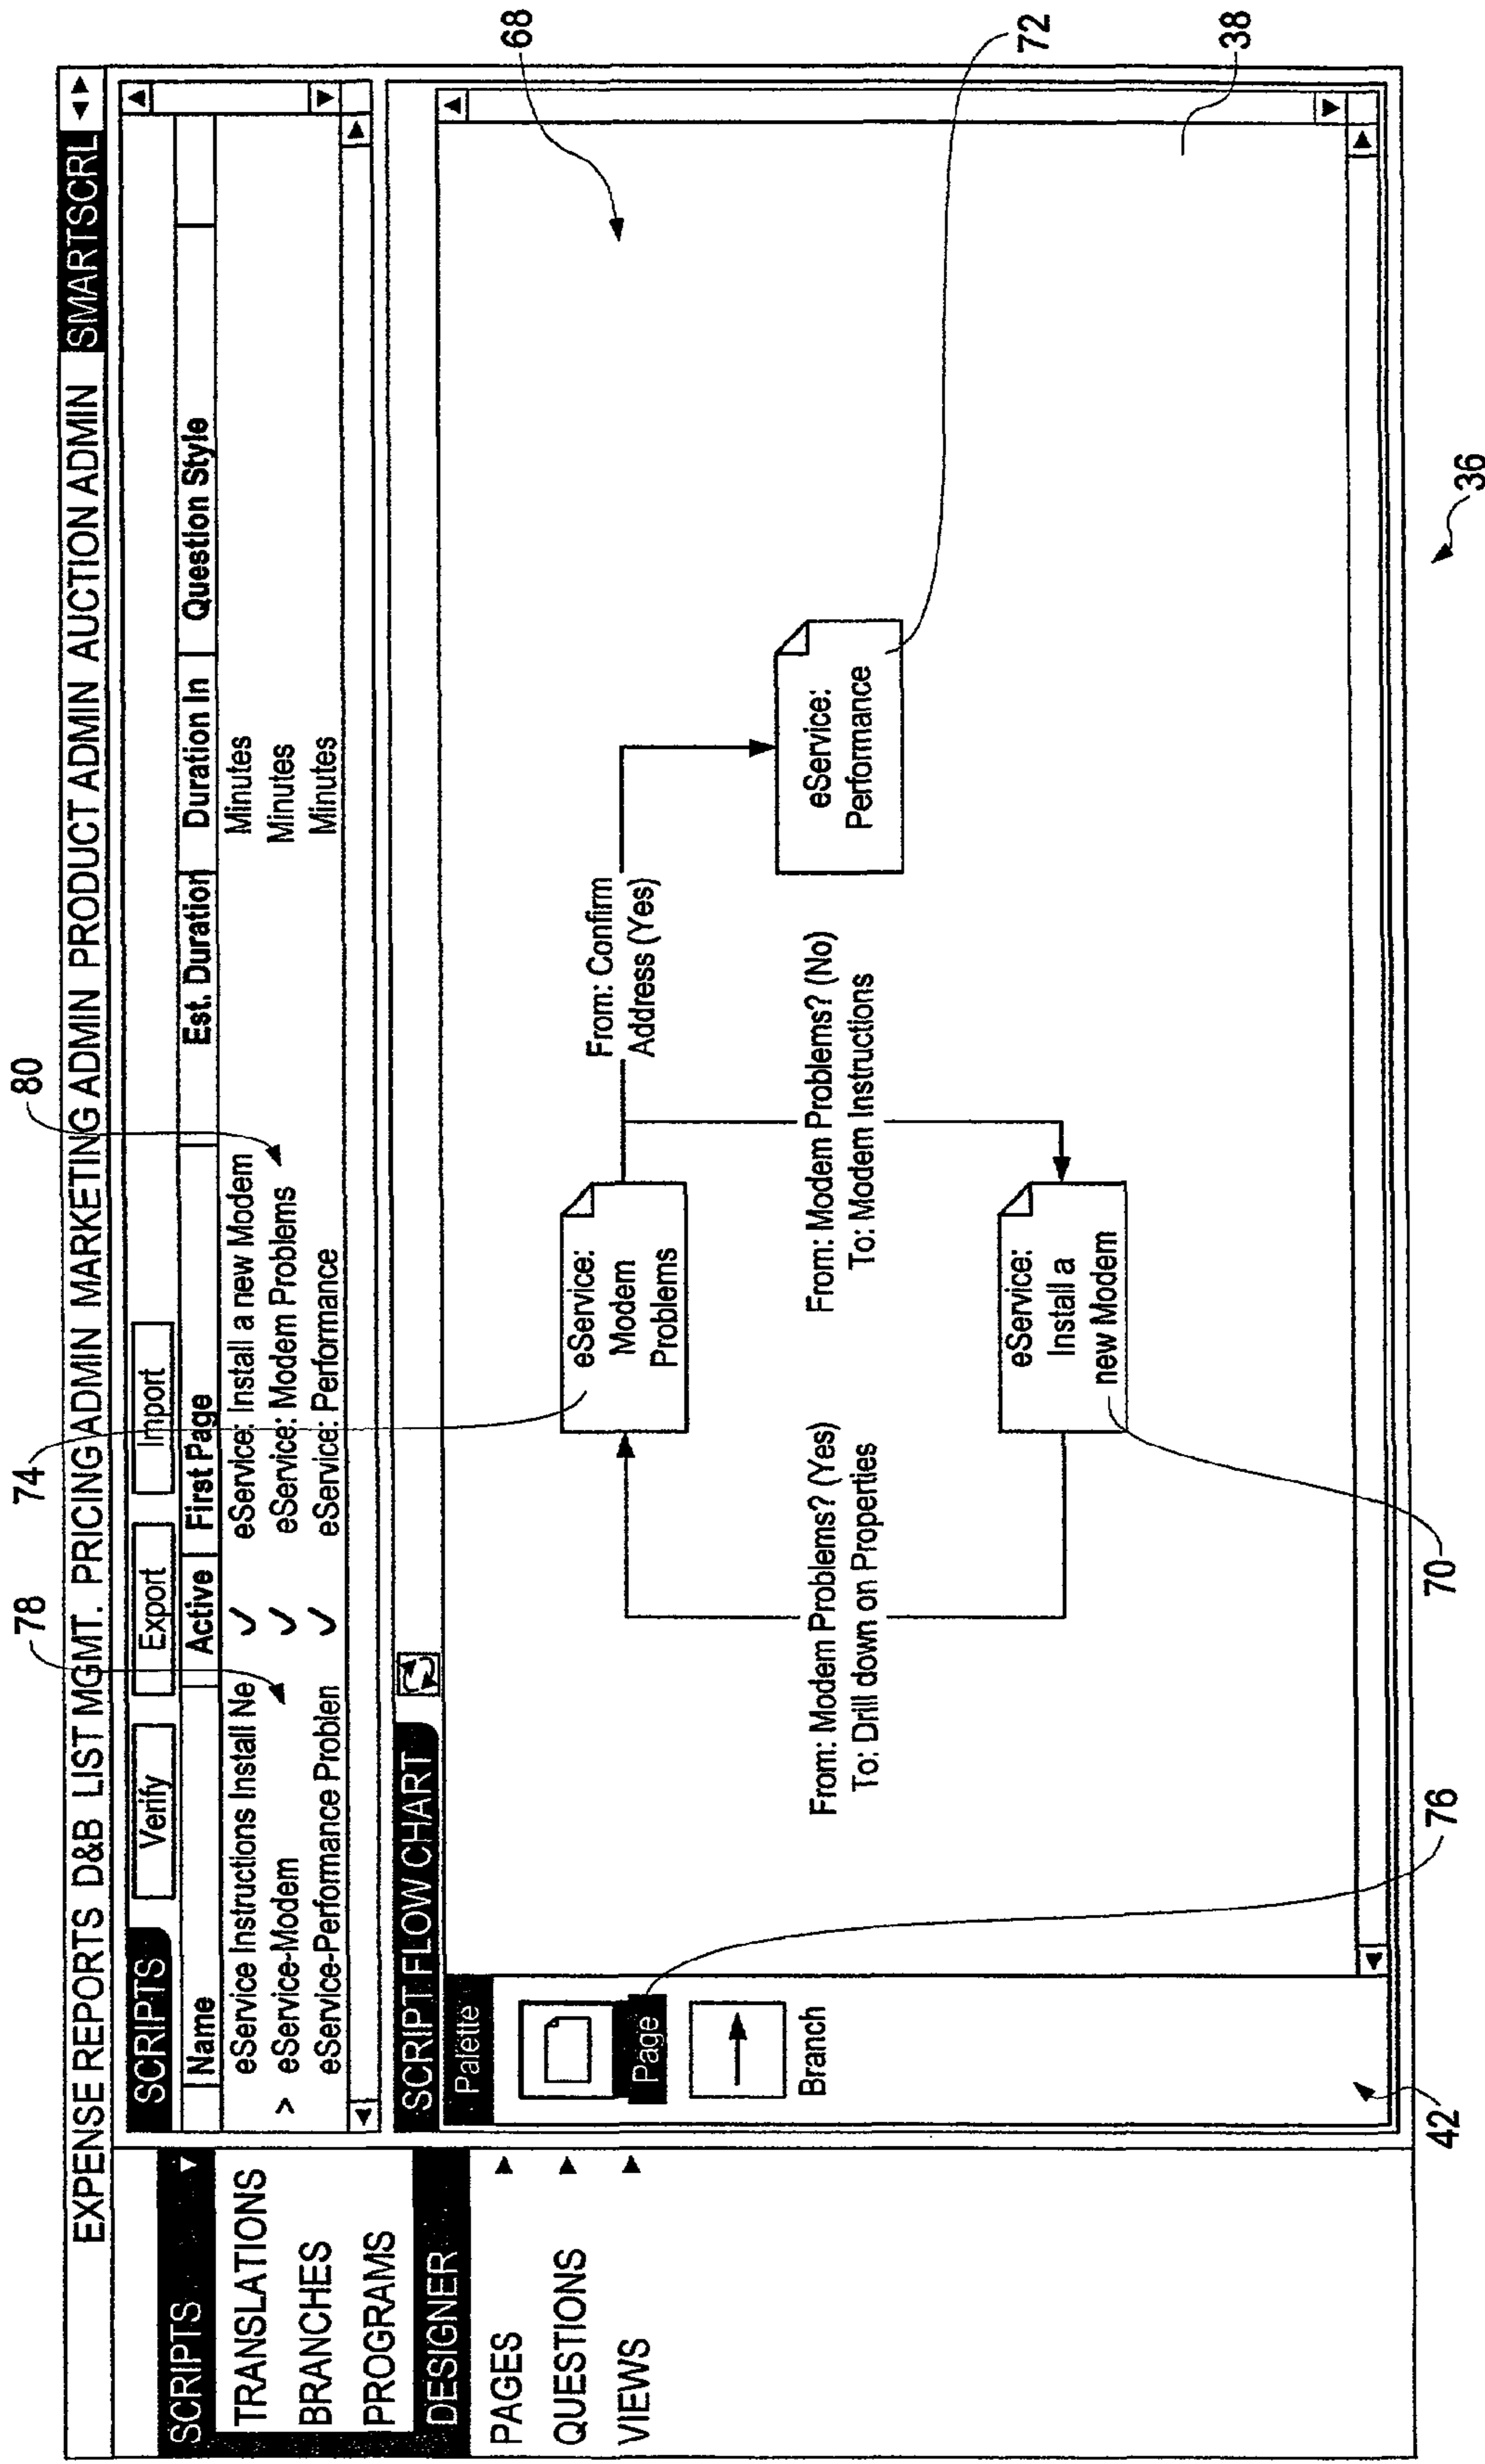 EXPENSE REPORTS D&B LIST MGMT. PRICING ADMIN MARKETING ADMIN PRODUCT ADMIN AUCTION ADMIN SMARTSCRL
SCRIPTS
TRANSLATIONS
BRANCHES
PROGRAMS
DESIGNER
PAGES
QUESTIONS
VIEWS
SCRIPTS Verify Export Import
Name Active First Page Est. Duration Duration In Question Style
eService Instructions Install Ne ✓ eService: Install a new Modem Minutes
> eService-Modem ✓ eService: Modem Problems Minutes
eService-Performance Problen ✓ eService: Performance Minutes
78
74
80
SCRIPT FLOW CHART
Palette
Page
Branch
eService:
Modem
Problems
From: Confirm
Address (Yes)
eService:
Performance
From: Modem Problems? (Yes)
To: Drill down on Properties
From: Modem Problems? (No)
To: Modem Instructions
eService:
Install a
new Modem
68
72
38
42
76
70
36